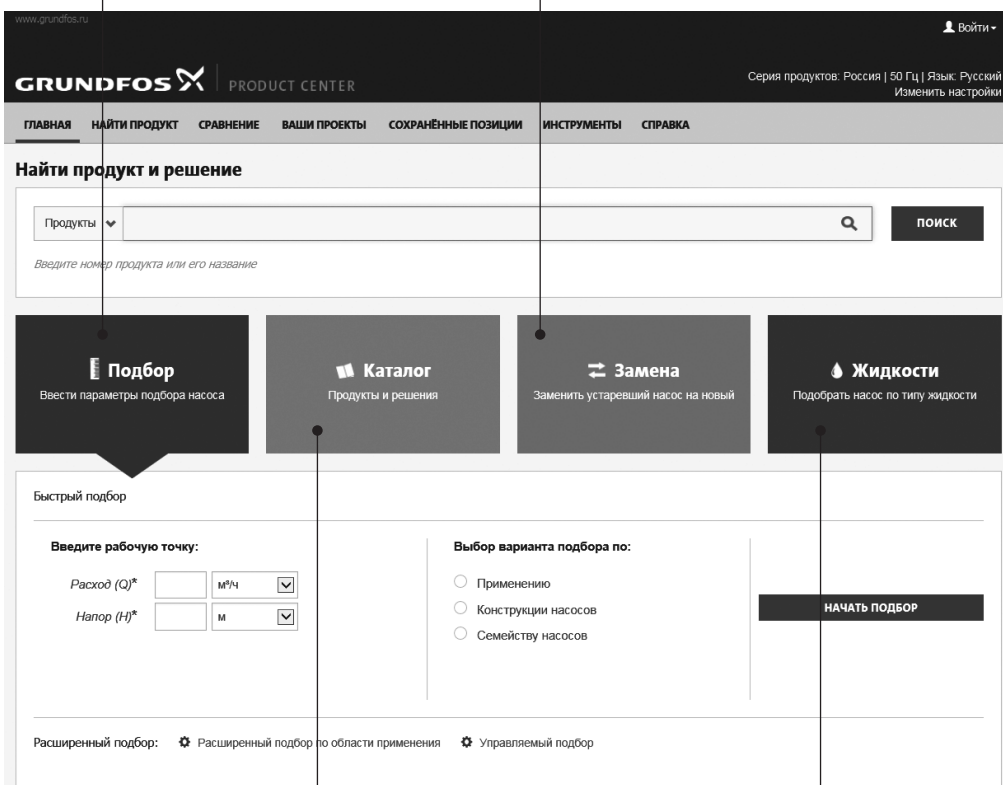 www.grundfos.ru
Войти
GRUNDFOS PRODUCT CENTER
Серия продуктов: Россия | 50 Гц | Язык: Русский
Изменить настройки
ГЛАВНАЯ НАЙТИ ПРОДУКТ СРАВНЕНИЕ ВАШИ ПРОЕКТЫ СОХРАНЁННЫЕ ПОЗИЦИИ ИНСТРУМЕНТЫ СПРАВКА
Найти продукт и решение
Продукты ПОИСК
Введите номер продукта или его название
Подбор
Ввести параметры подбора насоса
Каталог
Продукты и решения
Замена
Заменить устаревший насос на новый
Жидкости
Подобрать насос по типу жидкости
Быстрый подбор
Введите рабочую точку:
Расход (Q)* м³/ч
Напор (H)* м
Выбор варианта подбора по:
Применению
Конструкции насосов
Семейству насосов
НАЧАТЬ ПОДБОР
Расширенный подбор: Расширенный подбор по области применения Управляемый подбор